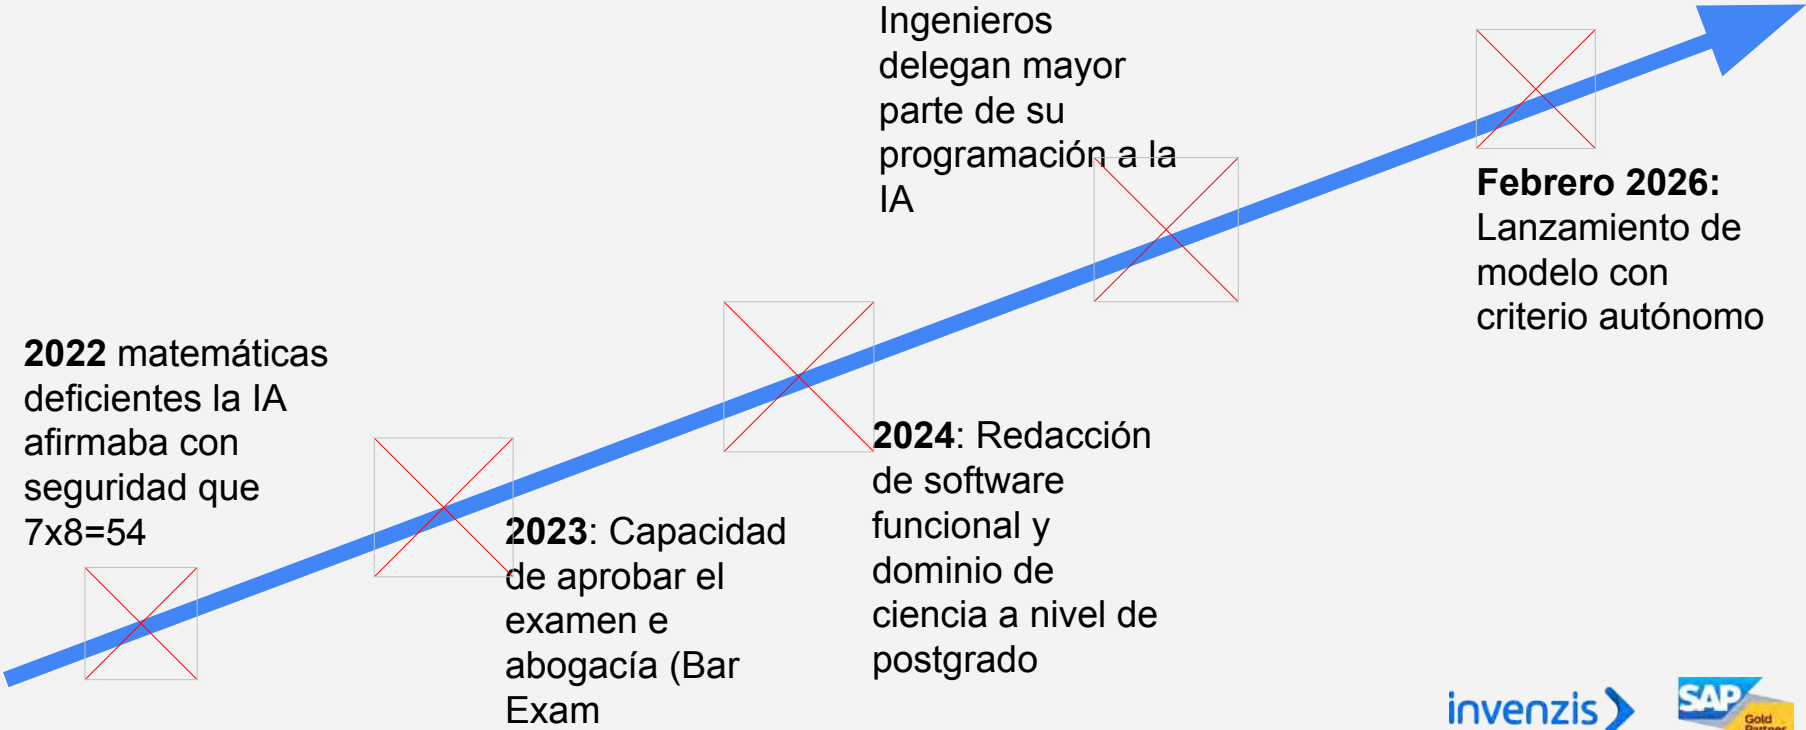 Ingenieros
delegan mayor
parte de su
programación a la
IA
Febrero 2026:
Lanzamiento de
modelo con
criterio autónomo
2022 matemáticas
deficientes la IA
afirmaba con
seguridad que
7x8=54
2023: Capacidad
de aprobar el
examen e
abogacía (Bar
Exam
2024: Redacción
de software
funcional y
dominio de
ciencia a nivel de
postgrado
invenzis
SAP
Gold
Partner